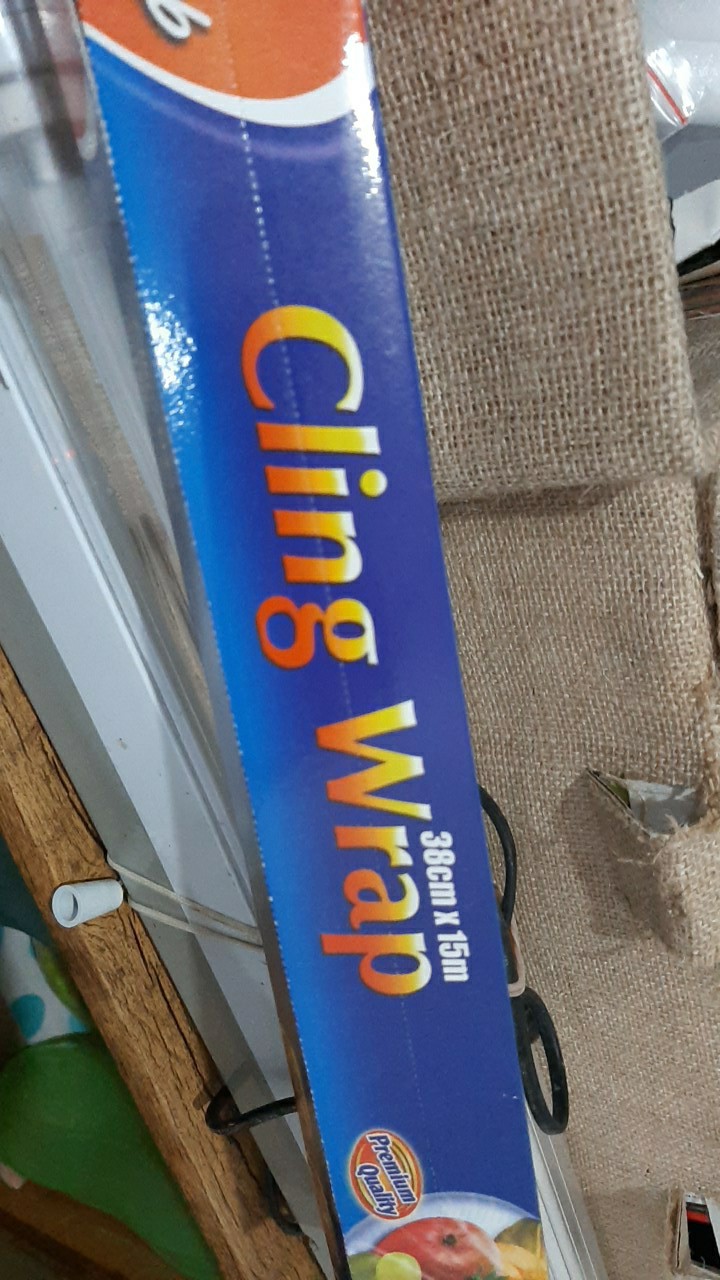 Cling Wrap
38cm x 15m
Premium
Quality